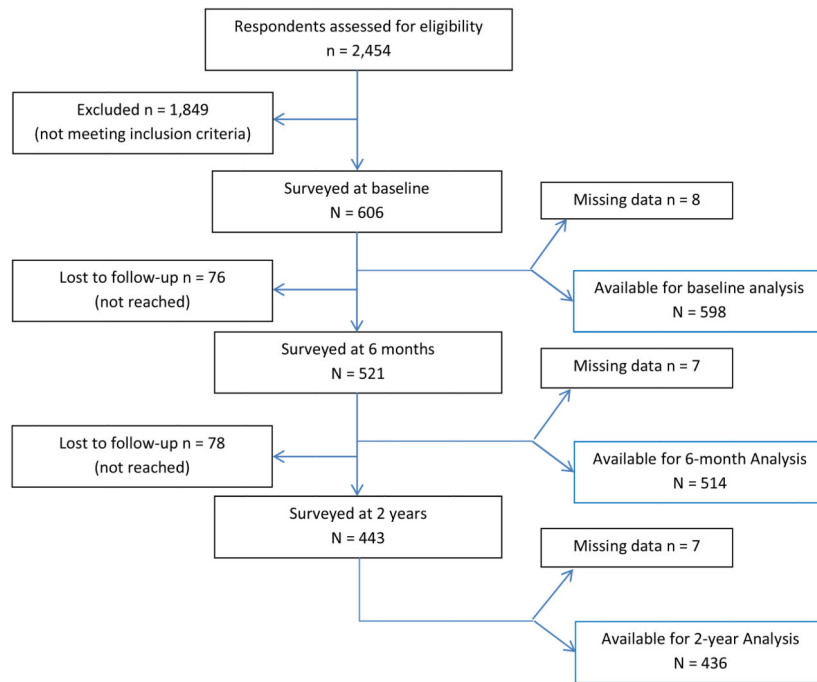 Respondents assessed for eligibility
n = 2,454
Excluded n = 1,849
(not meeting inclusion criteria)
Surveyed at baseline
N = 606
Missing data n = 8
Lost to follow-up n = 76
(not reached)
Available for baseline analysis
N = 598
Surveyed at 6 months
N = 521
Missing data n = 7
Lost to follow-up n = 78
(not reached)
Available for 6-month Analysis
N = 514
Surveyed at 2 years
N = 443
Missing data n = 7
Available for 2-year Analysis
N = 436